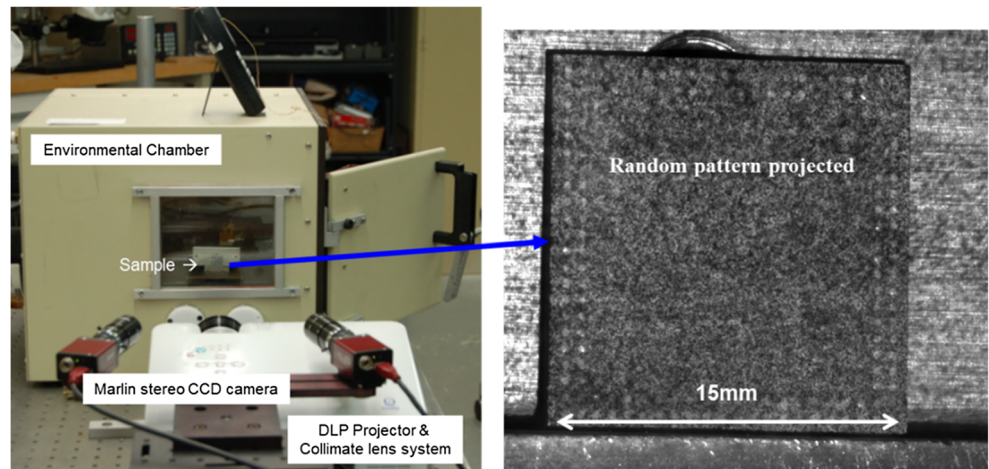 Environmental Chamber
Sample →
Marlin stereo CCD camera
DLP Projector &
Collimate lens system
Random pattern projected
15mm